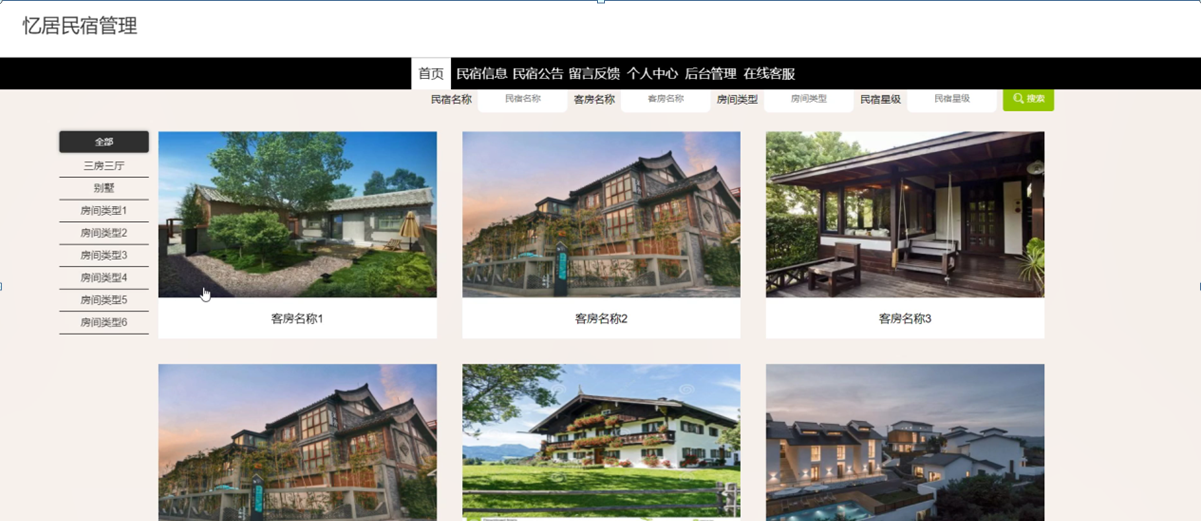 忆居民宿管理
首页 民宿信息 民宿公告 留言反馈 个人中心 后台管理 在线客服
民宿名称 民宿名称 客房名称 客房名称 房间类型 房间类型 民宿星级 民宿星级 搜索
全部
三房三厅
别墅
房间类型1
房间类型2
房间类型3
房间类型4
房间类型5
房间类型6
客房名称1 客房名称2 客房名称3